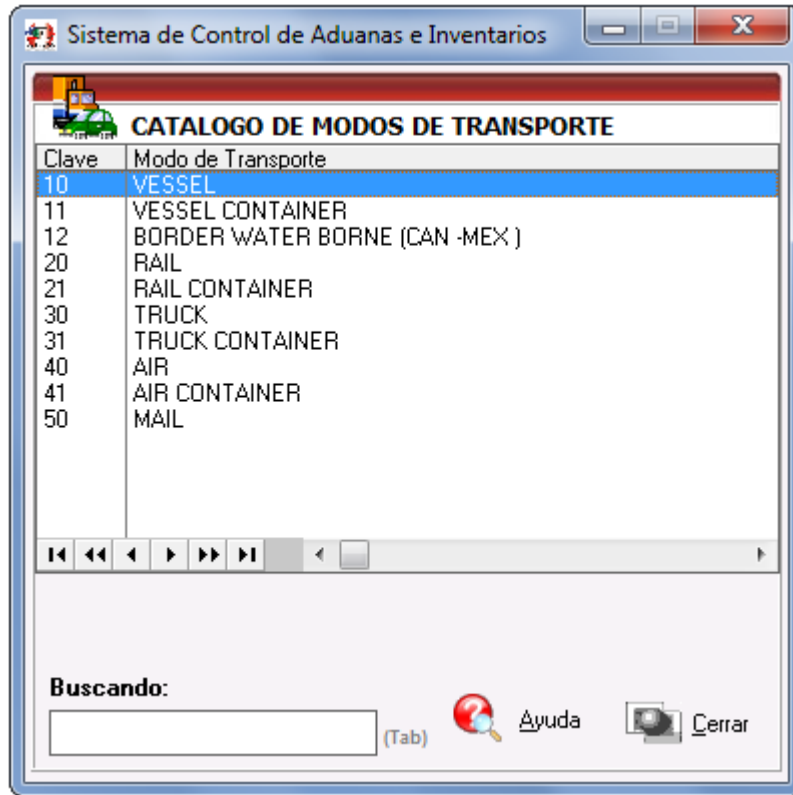 Sistema de Control de Aduanas e Inventarios
CATALOGO DE MODOS DE TRANSPORTE
Clave Modo de Transporte
10 VESSEL
11 VESSEL CONTAINER
12 BORDER WATER BORNE (CAN -MEX )
20 RAIL
21 RAIL CONTAINER
30 TRUCK
31 TRUCK CONTAINER
40 AIR
41 AIR CONTAINER
50 MAIL
Buscando:
(Tab) Ayuda Cerrar